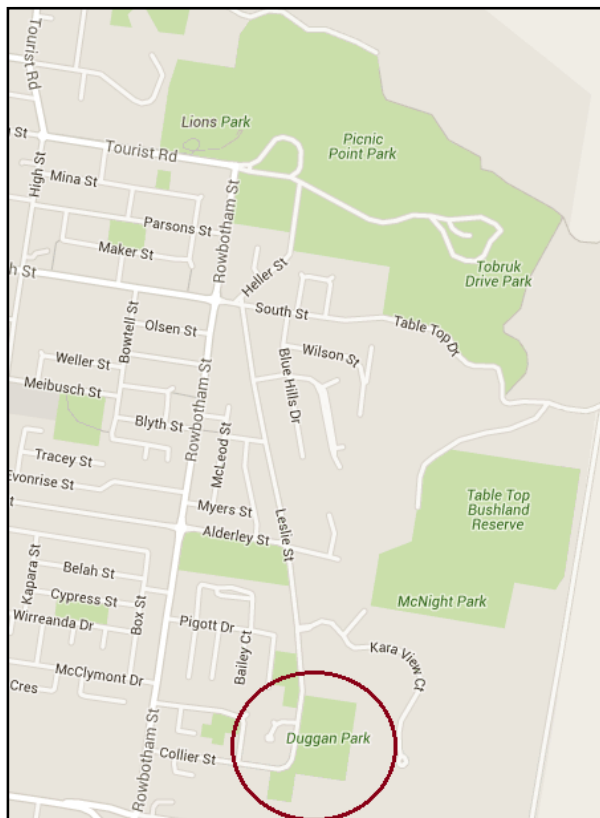 Tourist Rd
Lions Park
Picnic
Point Park
Tourist Rd
High St
Mina St
Parsons St
Rowbotham St
Maker St
Heller St
Tobruk
Drive Park
h St
South St
Table Top Dr
Bowtell St
Olsen St
Wilson St
Blue Hills Dr
Weller St
Meibusch St
Rowbotham St
Blyth St
McLeod St
Tracey St
Evonrise St
Table Top
Bushland
Reserve
Myers St
Leslie St
Alderley St
Kapara St
Belah St
Cypress St
Box St
McNight Park
Wirreanda Dr
Pigott Dr
Bailey Ct
Kara View Ct
McClymont Dr
Cres
Rowbotham St
Duggan Park
Collier St